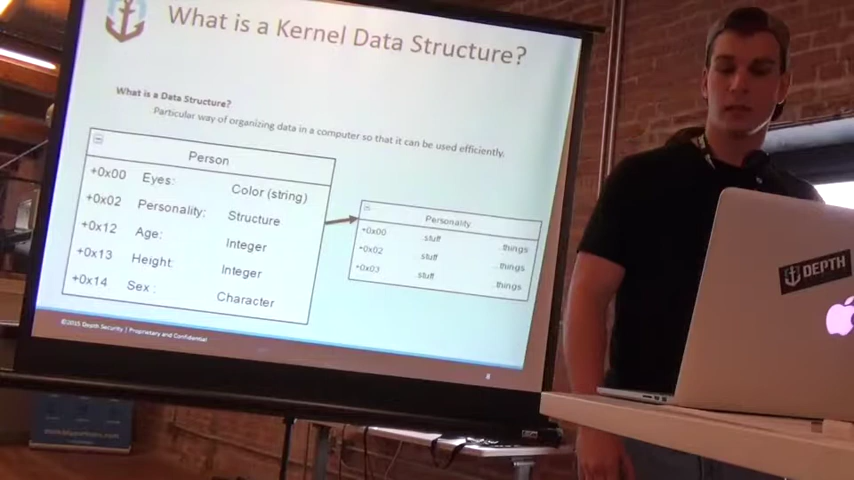 What is a Kernel Data Structure?
What is a Data Structure?
Particular way of organizing data in a computer so that it can be used efficiently.
Person
+0x00 Eyes: Color (string)
+0x02 Personality: Structure
+0x12 Age: Integer
+0x13 Height: Integer
+0x14 Sex: Character
Personality
+0x00 ..stuff ..things
+0x02 ..stuff ..things
+0x03 ..stuff ..things
©2015 Depth Security | Proprietary and Confidential
8
DEPTH